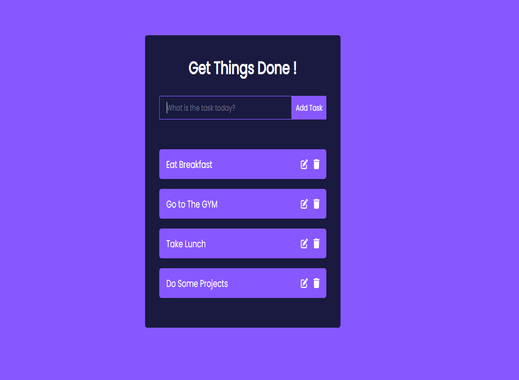 Get Things Done !
What is the task today?
Add Task
Eat Breakfast
Go to The GYM
Take Lunch
Do Some Projects